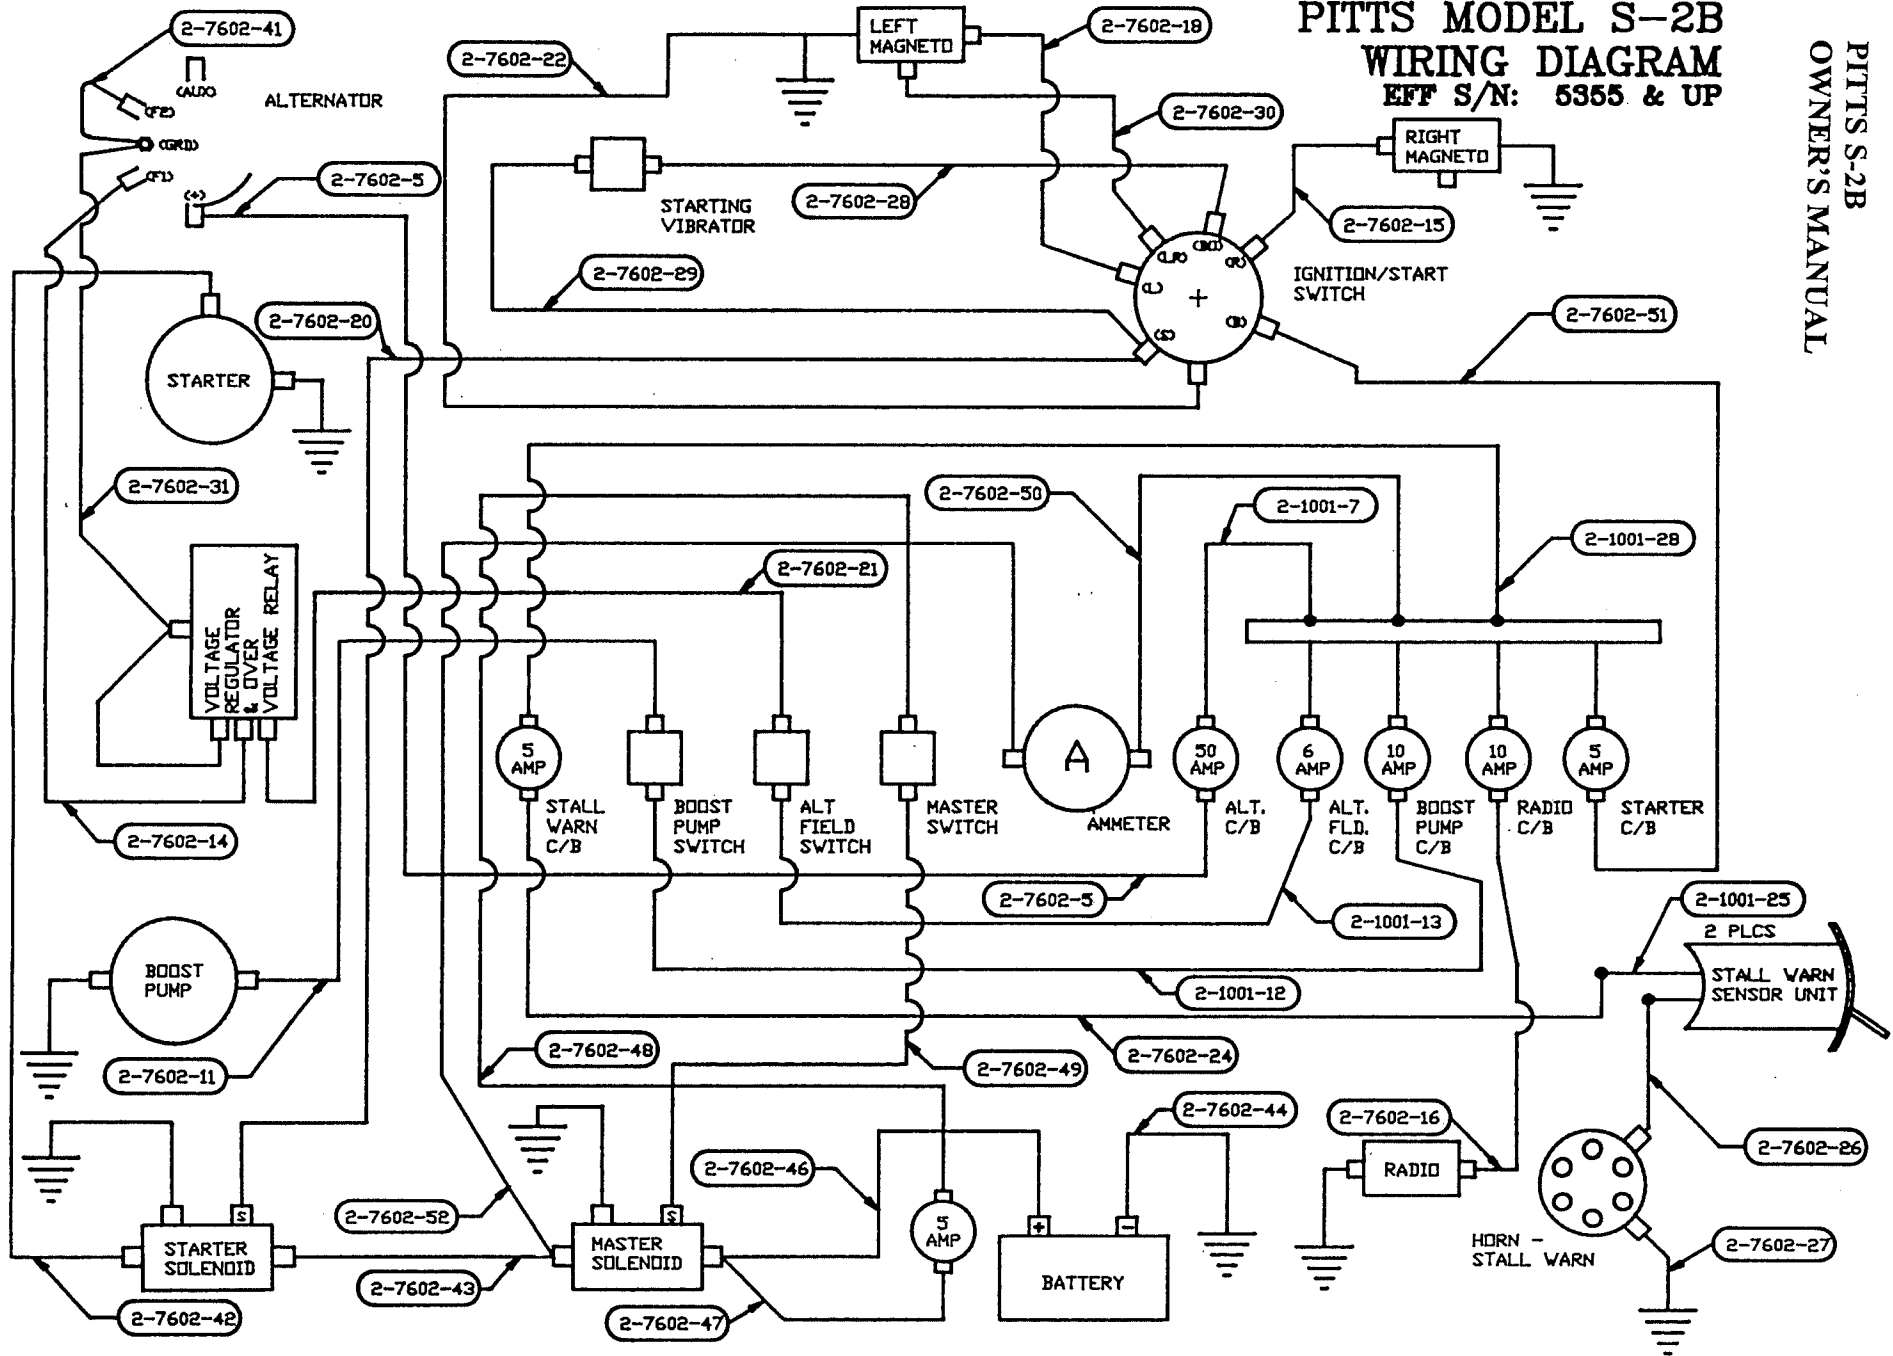 PITTS MODEL S-2B
WIRING DIAGRAM
EFF S/N: 5355 & UP
PITTS S-2B
OWNER'S MANUAL
2-7602-41
(AUX)
(F2)
ALTERNATOR
(GRD)
(F1)
(+)
2-7602-5
2-7602-22
LEFT
MAGNETO
2-7602-18
2-7602-30
RIGHT
MAGNETO
STARTING
VIBRATOR
2-7602-28
2-7602-15
2-7602-29
(LR)
(BO)
(R)
(L)
(B)
(S)
IGNITION/START
SWITCH
2-7602-51
2-7602-20
STARTER
2-7602-31
2-7602-50
2-1001-7
2-1001-28
2-7602-21
VOLTAGE
REGULATOR
& OVER
VOLTAGE RELAY
5
AMP
STALL
WARN
C/B
BOOST
PUMP
SWITCH
ALT
FIELD
SWITCH
MASTER
SWITCH
A
AMMETER
50
AMP
ALT.
C/B
6
AMP
ALT.
FLD.
C/B
10
AMP
BOOST
PUMP
C/B
10
AMP
RADIO
C/B
5
AMP
STARTER
C/B
2-7602-14
2-7602-5
2-1001-13
2-1001-25
2 PLCS
STALL WARN
SENSOR UNIT
BOOST
PUMP
2-1001-12
2-7602-11
2-7602-48
2-7602-49
2-7602-24
2-7602-44
2-7602-16
2-7602-26
2-7602-46
RADIO
S
2-7602-52
S
STARTER
SOLENOID
MASTER
SOLENOID
5
AMP
+
-
BATTERY
HORN -
STALL WARN
2-7602-27
2-7602-43
2-7602-42
2-7602-47